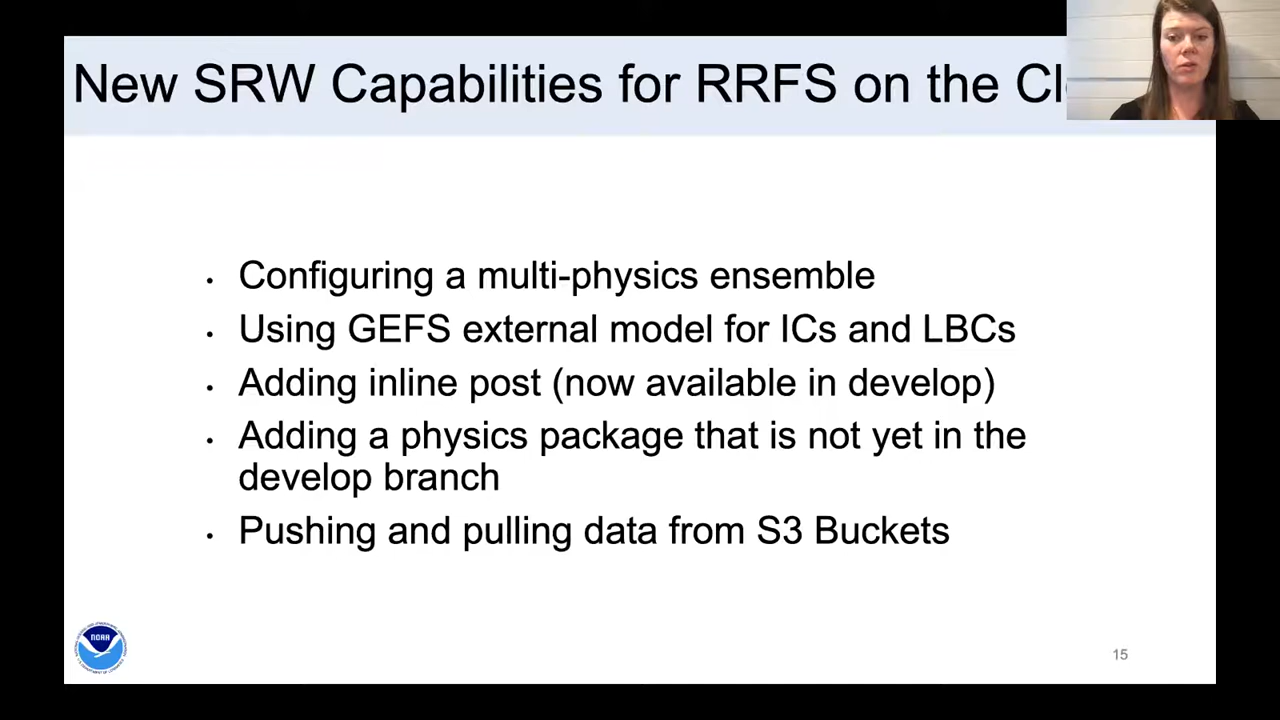 New SRW Capabilities for RRFS on the
• Configuring a multi-physics ensemble
• Using GEFS external model for ICs and LBCs
• Adding inline post (now available in develop)
• Adding a physics package that is not yet in the
develop branch
• Pushing and pulling data from S3 Buckets
NOAA
15